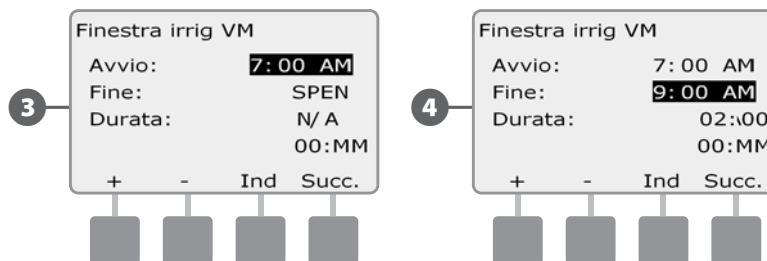 Finestra irrig VM
Avvio: 7:00 AM
Fine: SPEN
Durata: N/A
00:MM
+ - Ind Succ.
3
Finestra irrig VM
Avvio: 7:00 AM
Fine: 9:00 AM
Durata: 02:\00
00:MM
+ - Ind Succ.
4